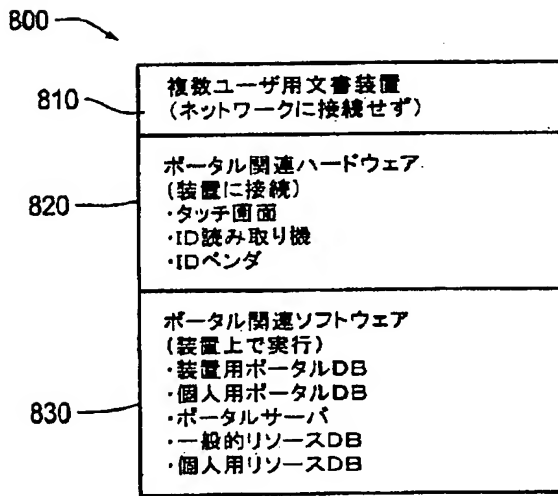 800
810
複数ユーザ用文書装置
(ネットワークに接続せず)
820
ポータル関連ハードウェア
(装置に接続)
・タッチ画面
・ID読み取り機
・IDベンダ
830
ポータル関連ソフトウェア
(装置上で実行)
・装置用ポータルDB
・個人用ポータルDB
・ポータルサーバ
・一般的リソースDB
・個人用リソースDB